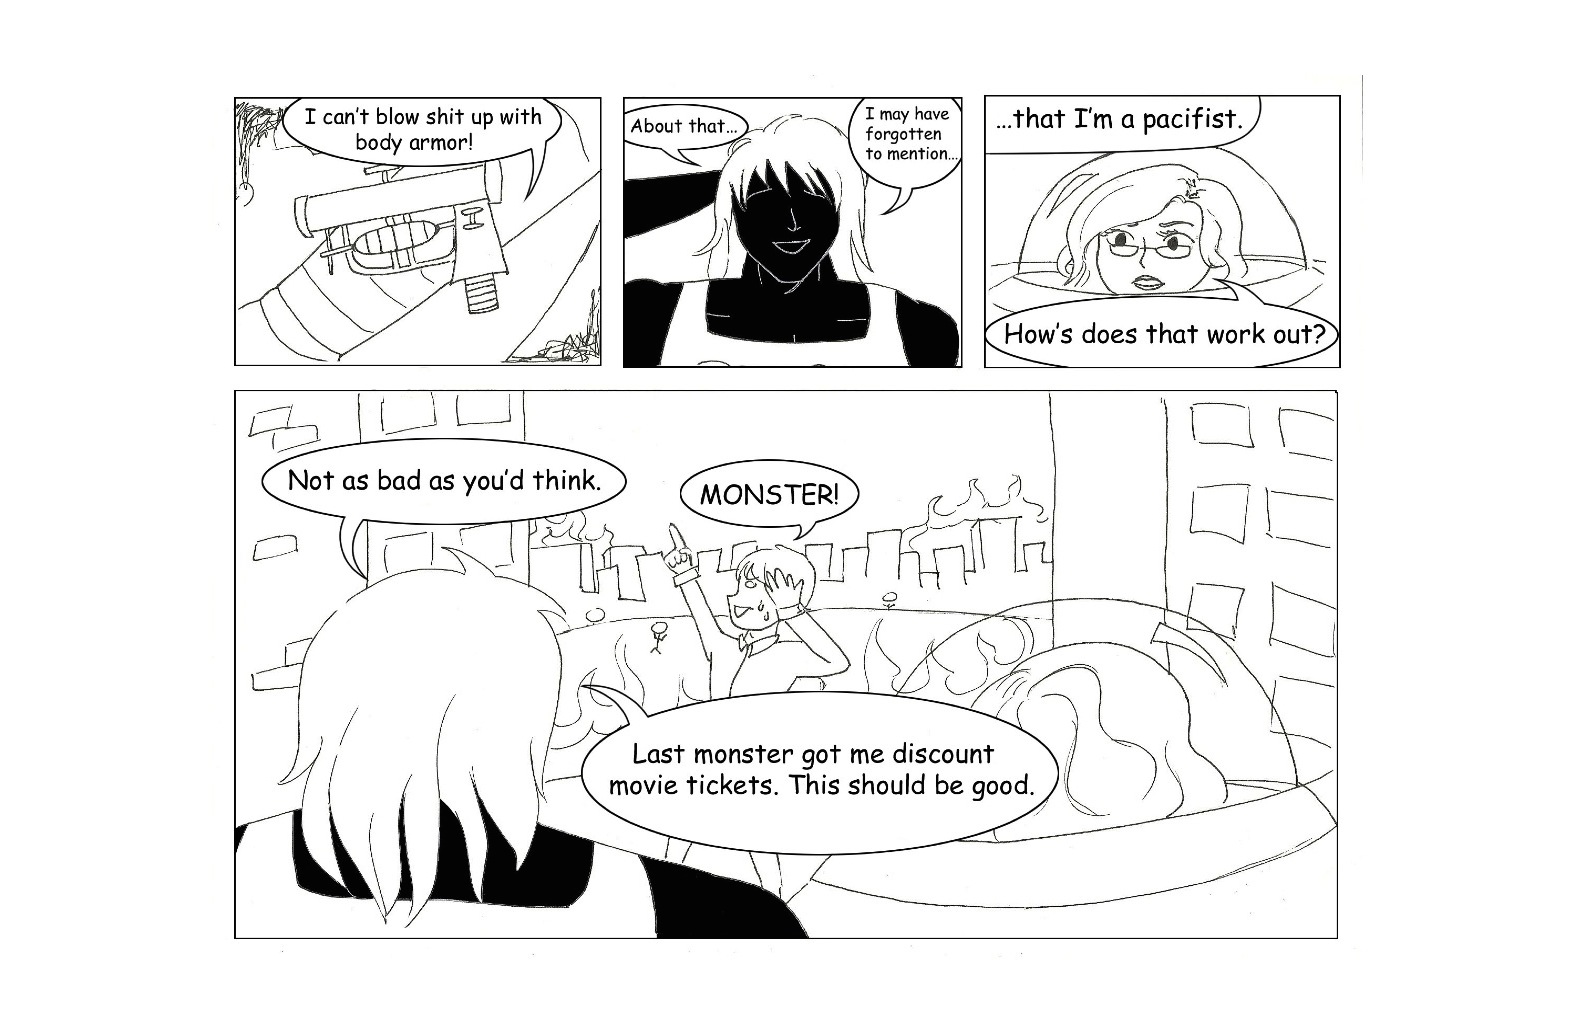 I can't blow shit up with
body armor!
About that...
I may have
forgotten
to mention...
...that I'm a pacifist.
How's does that work out?
Not as bad as you'd think.
MONSTER!
Last monster got me discount
movie tickets. This should be good.